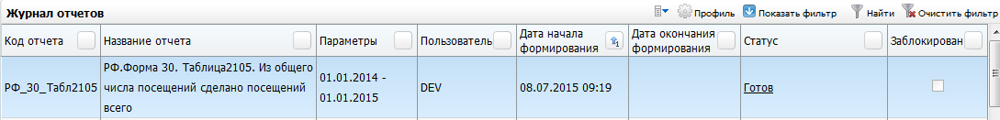 Журнал отчетов
Профиль Показать фильтр Найти Очистить фильтр
Код отчета Название отчета Параметры Пользователь Дата начала формирования Дата окончания формирования Статус Заблокирован
РФ_30_Табл2105
РФ.Форма 30. Таблица2105. Из общего
числа посещений сделано посещений
всего
01.01.2014 -
01.01.2015
DEV
08.07.2015 09:19
Готов